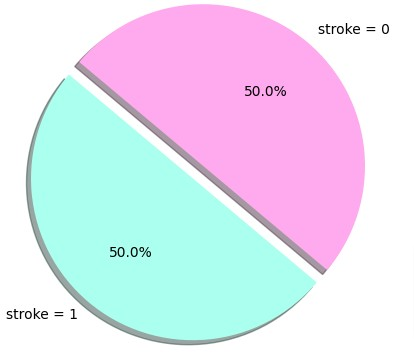 stroke = 0
50.0%
50.0%
stroke = 1